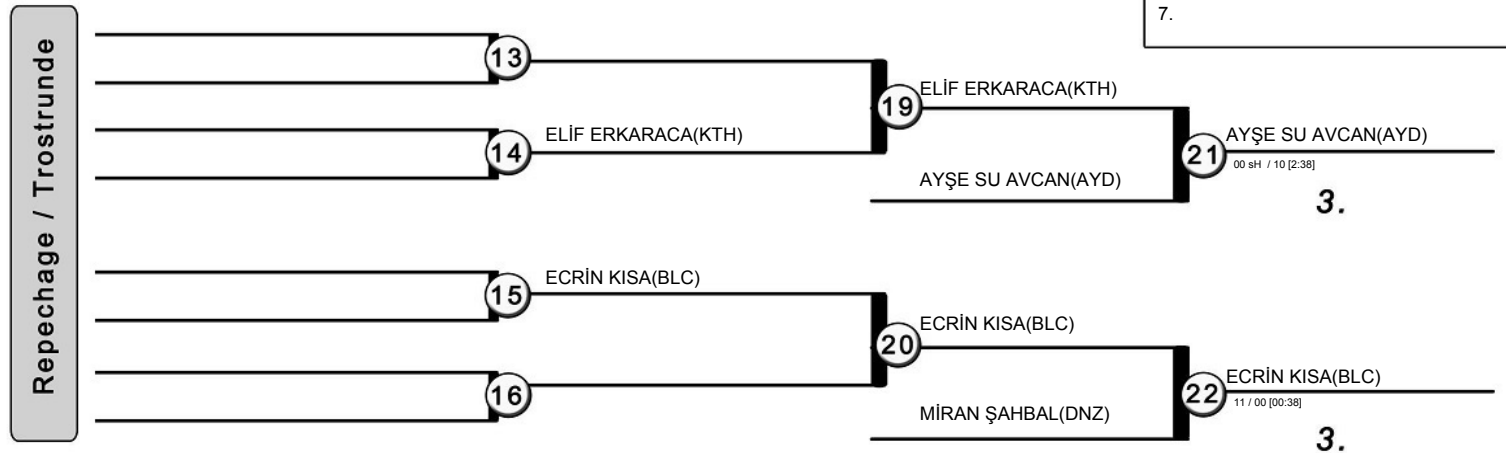 Repechage / Trostrunde
7.
13
19
ELİF ERKARACA(KTH)
14
ELİF ERKARACA(KTH)
21
AYŞE SU AVCAN(AYD)
00 sH / 10 [2:38]
AYŞE SU AVCAN(AYD)
3.
15
ECRİN KISA(BLC)
20
ECRİN KISA(BLC)
16
22
ECRİN KISA(BLC)
11 / 00 [00:38]
MİRAN ŞAHBAL(DNZ)
3.